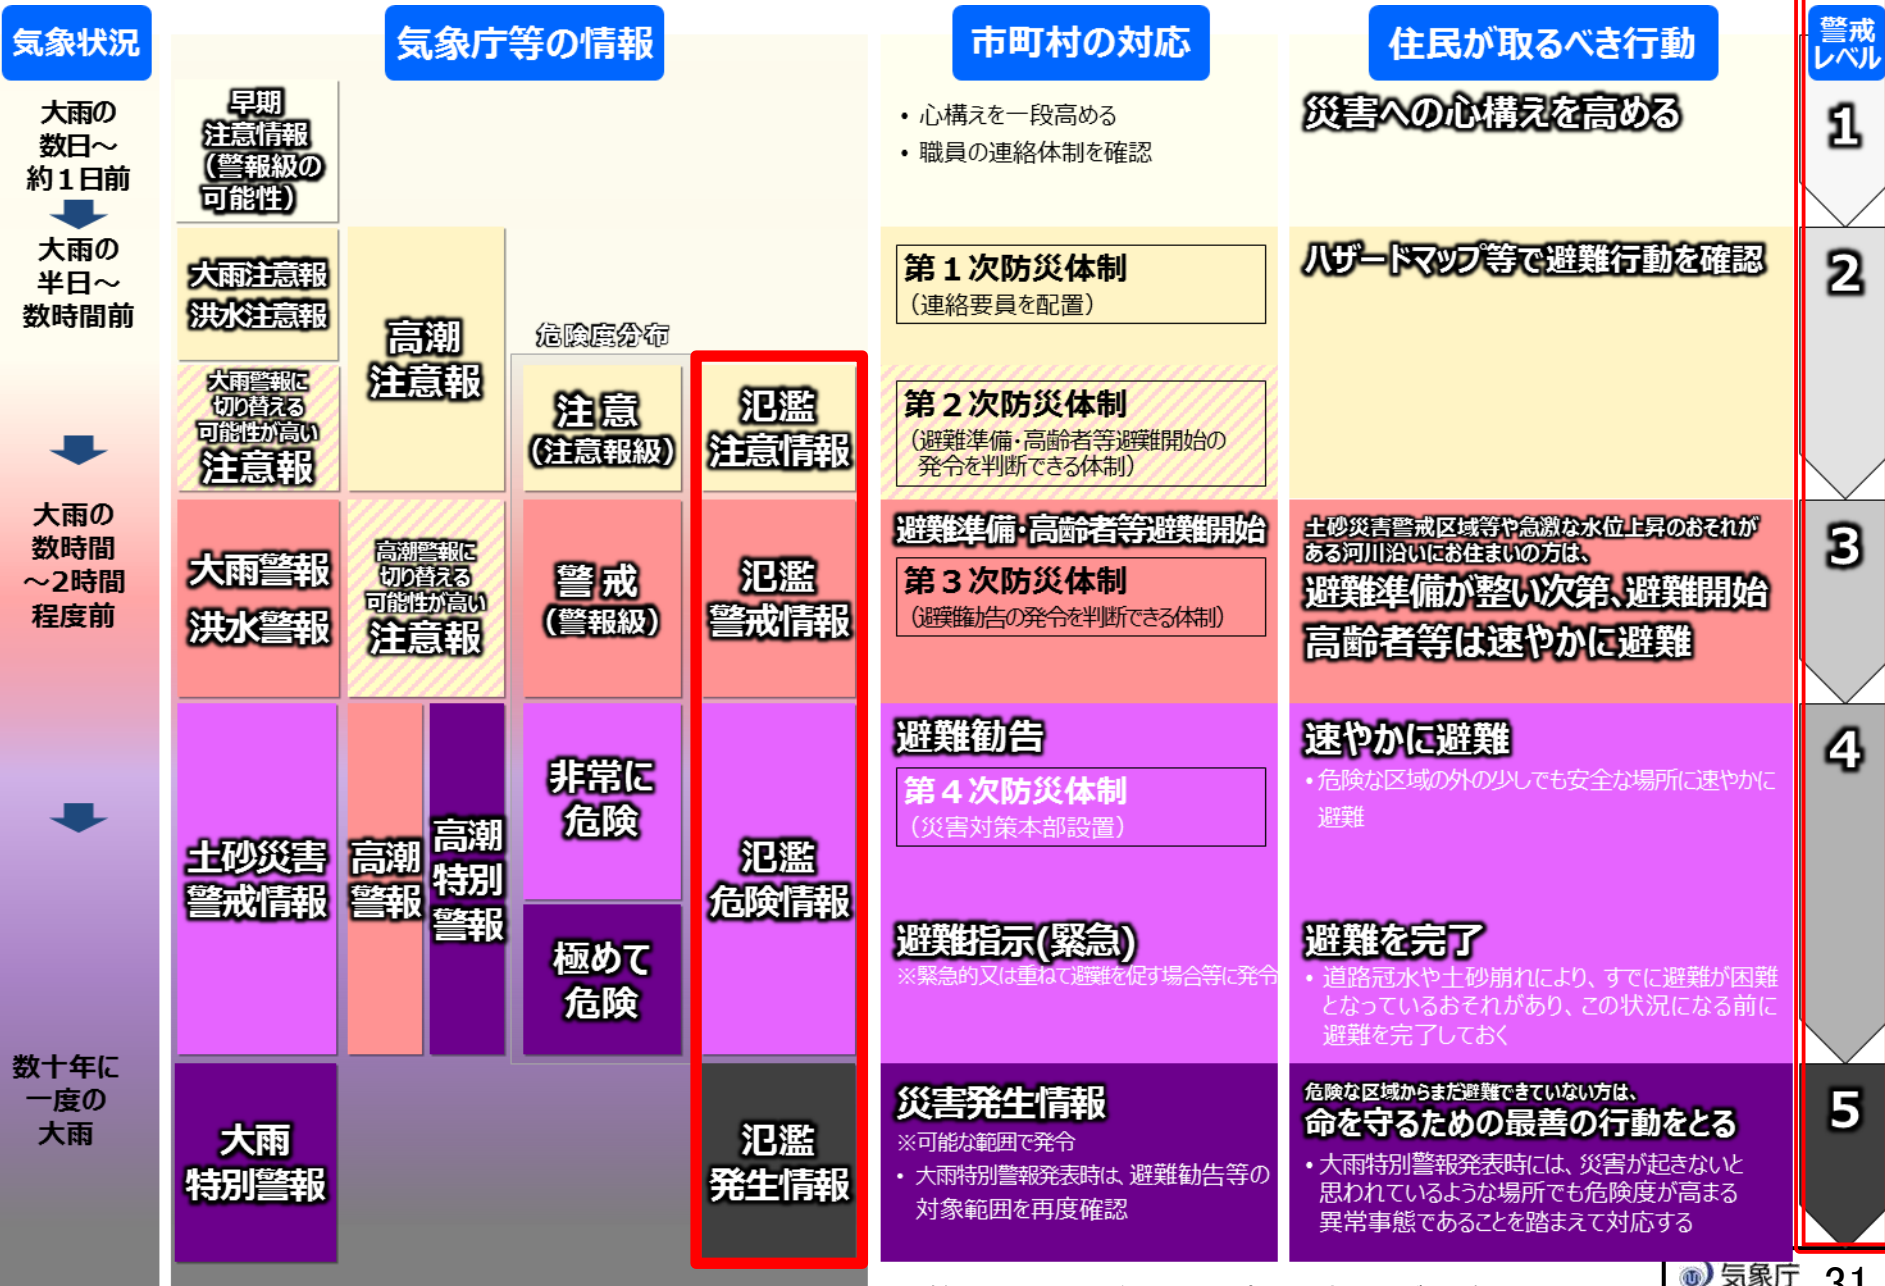 気象状況
気象庁等の情報
市町村の対応
住民が取るべき行動
警戒
レベル
大雨の
数日～
約１日前
早期
注意情報
（警報級の
可能性）
・心構えを一段高める
・職員の連絡体制を確認
災害への心構えを高める
1
大雨の
半日～
数時間前
大雨注意報
洪水注意報
高潮
注意報
危険度分布
第１次防災体制
（連絡要員を配置）
ハザードマップ等で避難行動を確認
2
大雨警報に
切り替える
可能性が高い
注意報
注意
（注意報級）
氾濫
注意情報
第２次防災体制
（避難準備・高齢者等避難開始の
発令を判断できる体制）
大雨の
数時間
～2時間
程度前
大雨警報
洪水警報
高潮警報に
切り替える
可能性が高い
注意報
警戒
（警報級）
氾濫
警戒情報
避難準備・高齢者等避難開始
第３次防災体制
（避難勧告の発令を判断できる体制）
土砂災害警戒区域等や急激な水位上昇のおそれが
ある河川沿いにお住まいの方は、
避難準備が整い次第、避難開始
高齢者等は速やかに避難
3
土砂災害
警戒情報
高潮
警報
高潮
特別
警報
非常に
危険
極めて
危険
氾濫
危険情報
避難勧告
第４次防災体制
（災害対策本部設置）
避難指示(緊急)
※緊急的又は重ねて避難を促す場合等に発令
速やかに避難
・危険な区域の外の少しでも安全な場所に速やかに
避難
避難を完了
・道路冠水や土砂崩れにより、すでに避難が困難
となっているおそれがあり、この状況になる前に
避難を完了しておく
4
数十年に
一度の
大雨
大雨
特別警報
氾濫
発生情報
災害発生情報
※可能な範囲で発令
・大雨特別警報発表時は、避難勧告等の
対象範囲を再度確認
危険な区域からまだ避難できていない方は、
命を守るための最善の行動をとる
・大雨特別警報発表時には、災害が起きないと
思われているような場所でも危険度が高まる
異常事態であることを踏まえて対応する
5
気象庁
31